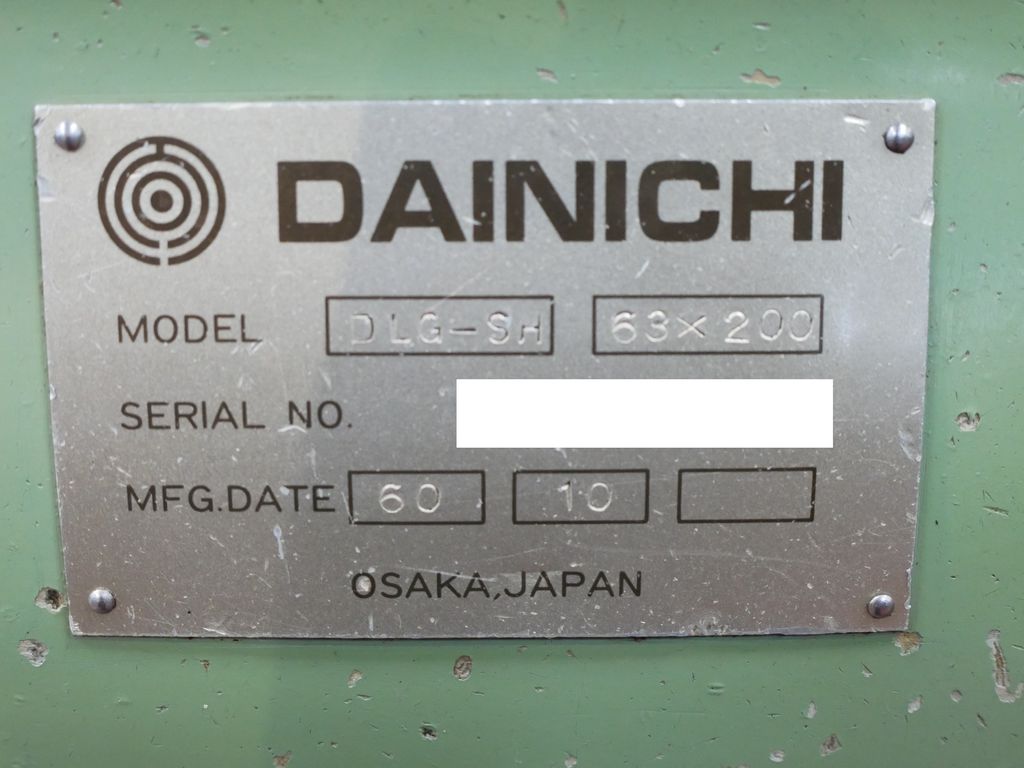 DAINICHI
MODEL DLG-SH 63×200
SERIAL NO.
MFG.DATE 60 10
OSAKA,JAPAN